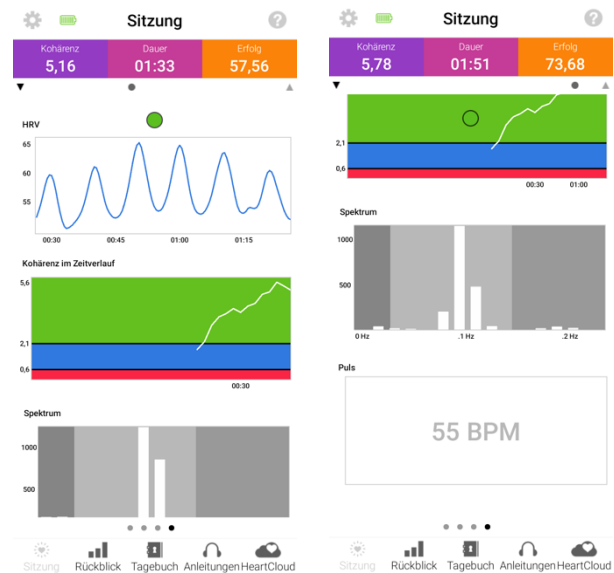 Sitzung
?
Kohärenz
Dauer
Erfolg
5,16
01:33
57,56
HRV
65
60
55
00:30
00:45
01:00
01:15
Kohärenz im Zeitverlauf
5,6
2,1
0,6
00:30
Spektrum
1000
500
Sitzung
Rückblick
Tagebuch
Anleitungen
HeartCloud
Sitzung
?
Kohärenz
Dauer
Erfolg
5,78
01:51
73,68
2,1
0,6
00:30
01:00
Spektrum
1000
500
0 Hz
.1 Hz
.2 Hz
Puls
55 BPM
Sitzung
Rückblick
Tagebuch
Anleitungen
HeartCloud